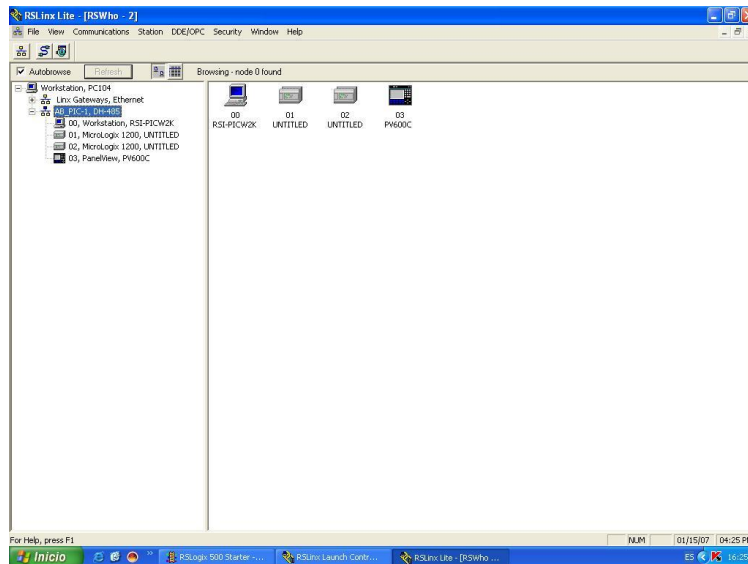 RSLinx Lite - [RSWho - 2]
File View Communications Station DDE/OPC Security Window Help
Autobrowse Refresh Browsing - node 0 found
Workstation, PC104
Linx Gateways, Ethernet
AB_PIC-1, DH-485
00, Workstation, RSI-PICW2K
01, MicroLogix 1200, UNTITLED
02, MicroLogix 1200, UNTITLED
03, PanelView, PV600C
00 01 02 03
RSI-PICW2K UNTITLED UNTITLED PV600C
For Help, press F1 NUM 01/15/07 04:25 P
Inicio RSLogix 500 Starter -... RSLinx Launch Contr... RSLinx Lite - [RSWho ... ES 16:25